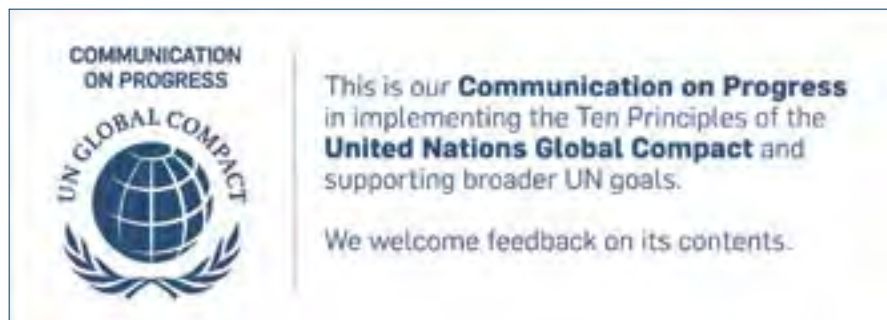 COMMUNICATION
ON PROGRESS
UN GLOBAL COMPACT
This is our Communication on Progress
in implementing the Ten Principles of the
United Nations Global Compact and
supporting broader UN goals.
We welcome feedback on its contents.